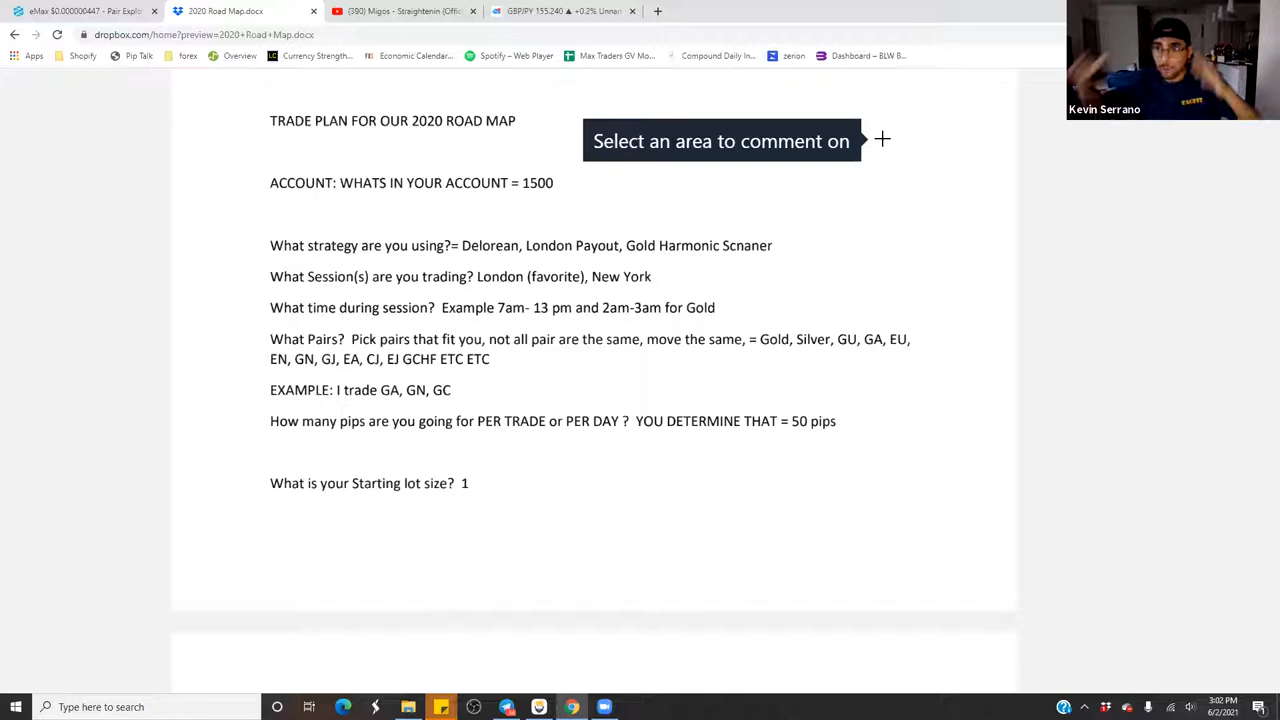 eMax $0.000000447 - Pair Explor
2020 Road Map.docx
(390) Migos - Straightenin (Offic
GBPJPY 155.240 ▲ +0.2% Unnam
dropbox.com/home?preview=2020+Road+Map.docx
Apps
Shopify
Pip Talk
forex
Overview
Currency Strength...
Economic Calendar...
Spotify – Web Player
Max Traders GV Mo...
Compound Daily In...
zerion
Dashboard – BLW B...
Kevin Serrano
TRADE PLAN FOR OUR 2020 ROAD MAP
Select an area to comment on
ACCOUNT: WHATS IN YOUR ACCOUNT = 1500
What strategy are you using?= Delorean, London Payout, Gold Harmonic Scnaner
What Session(s) are you trading? London (favorite), New York
What time during session?  Example 7am- 13 pm and 2am-3am for Gold
What Pairs?  Pick pairs that fit you, not all pair are the same, move the same, = Gold, Silver, GU, GA, EU,
EN, GN, GJ, EA, CJ, EJ GCHF ETC ETC
EXAMPLE: I trade GA, GN, GC
How many pips are you going for PER TRADE or PER DAY ?  YOU DETERMINE THAT = 50 pips
What is your Starting lot size?  1
Type here to search
3:02 PM
6/2/2021